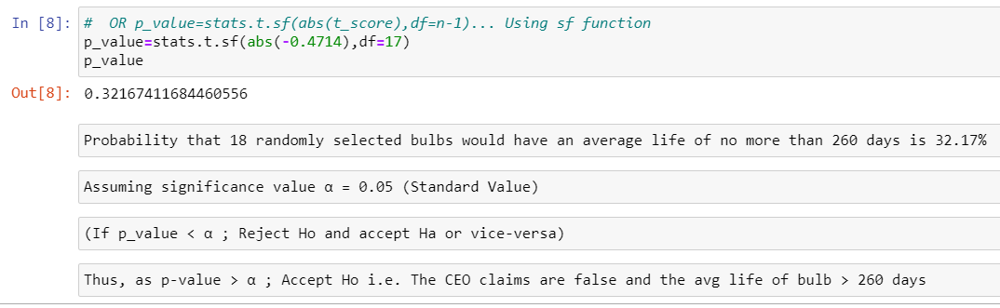 In [8]: #  OR p_value=stats.t.sf(abs(t_score),df=n-1)... Using sf function
p_value=stats.t.sf(abs(-0.4714),df=17)
p_value
Out[8]: 0.32167411684460556
Probability that 18 randomly selected bulbs would have an average life of no more than 260 days is 32.17%
Assuming significance value α = 0.05 (Standard Value)
(If p_value < α ; Reject Ho and accept Ha or vice-versa)
Thus, as p-value > α ; Accept Ho i.e. The CEO claims are false and the avg life of bulb > 260 days